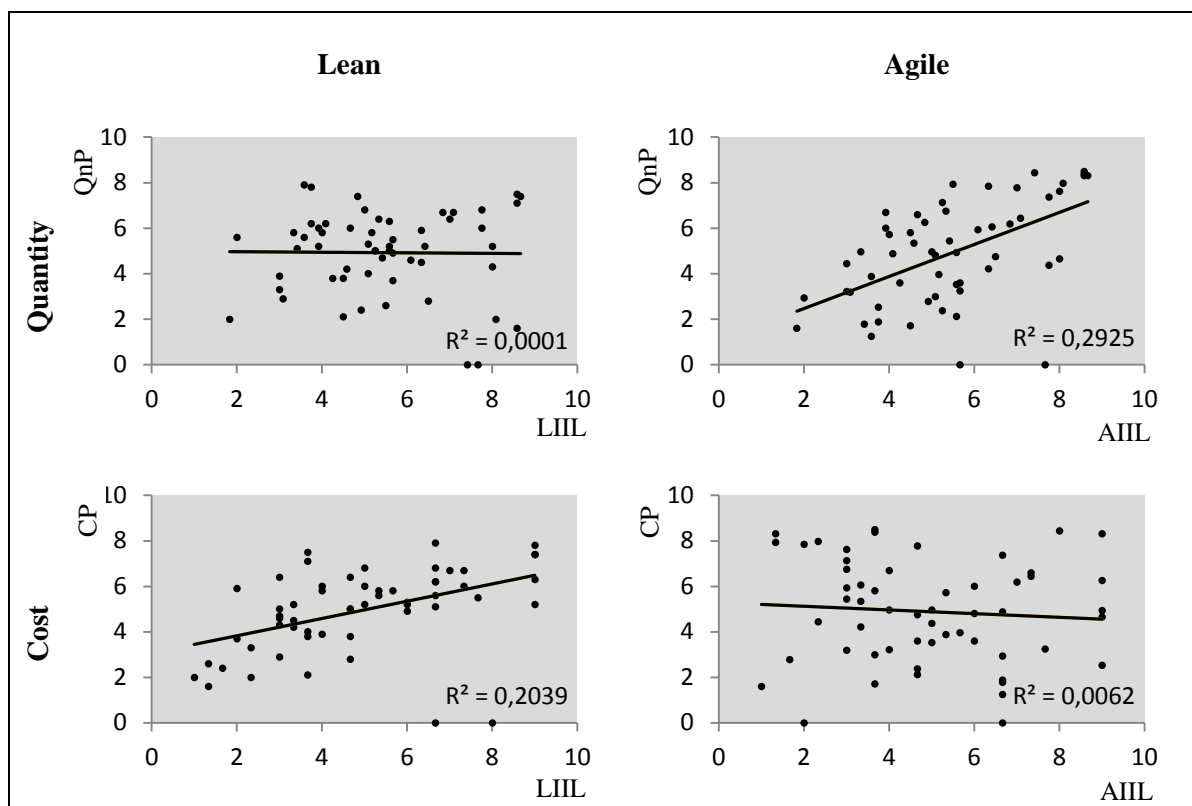 Lean
Agile
Quantity
QnP
10
8
6
4
2
0
R² = 0,0001
0 2 4 6 8 10
LIIL
QnP
10
8
6
4
2
0
R² = 0,2925
0 2 4 6 8 10
AIIL
Cost
CP
10
8
6
4
2
0
R² = 0,2039
0 2 4 6 8 10
LIIL
CP
10
8
6
4
2
0
R² = 0,0062
0 2 4 6 8 10
AIIL